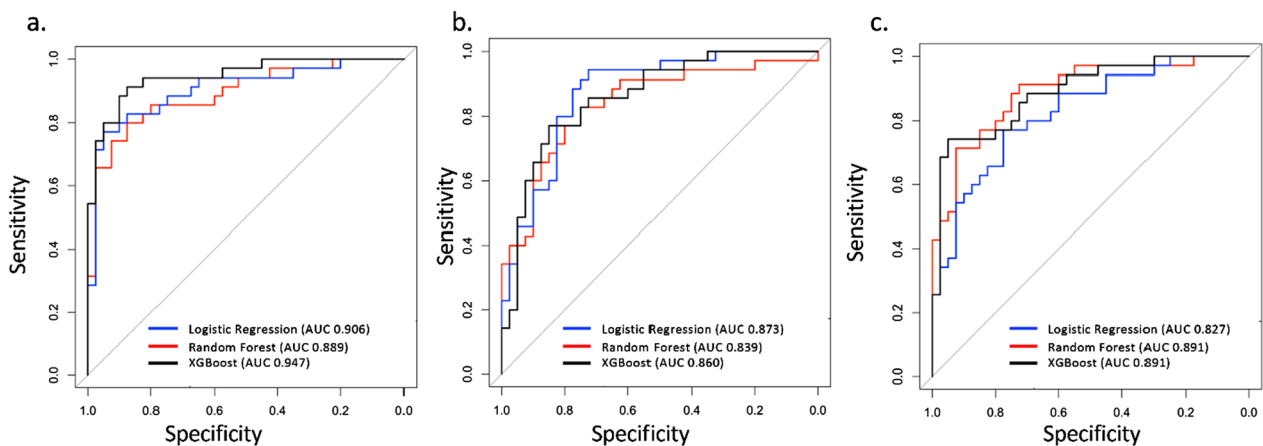 a.
1.0
0.8
0.6
0.4
0.2
0.0
Sensitivity
Logistic Regression (AUC 0.906)
Random Forest (AUC 0.889)
XGBoost (AUC 0.947)
1.0 0.8 0.6 0.4 0.2 0.0
Specificity
b.
1.0
0.8
0.6
0.4
0.2
0.0
Sensitivity
Logistic Regression (AUC 0.873)
Random Forest (AUC 0.839)
XGBoost (AUC 0.860)
1.0 0.8 0.6 0.4 0.2 0.0
Specificity
c.
1.0
0.8
0.6
0.4
0.2
0.0
Sensitivity
Logistic Regression (AUC 0.827)
Random Forest (AUC 0.891)
XGBoost (AUC 0.891)
1.0 0.8 0.6 0.4 0.2 0.0
Specificity